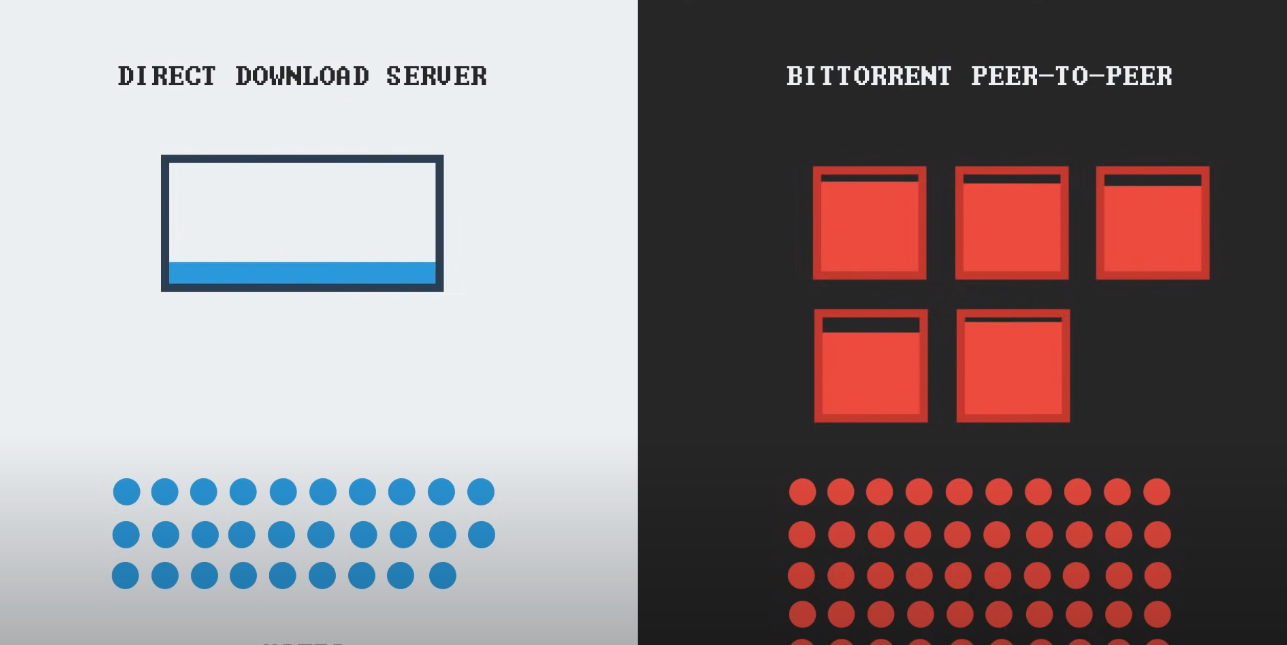 DIRECT DOWNLOAD SERVER
BITTORRENT PEER-TO-PEER